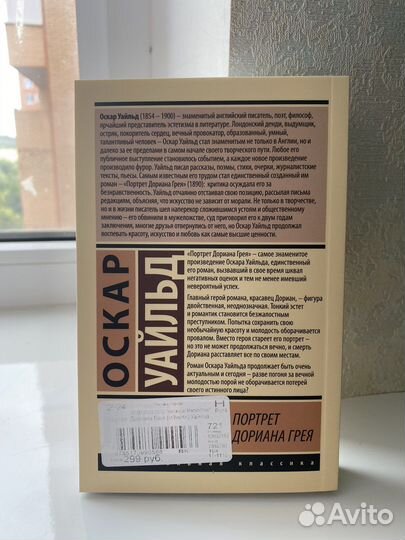 Оскар Уайльд (1854 – 1900) – знаменитый английский писатель, поэт, философ,
ярчайший представитель эстетизма в литературе. Лондонский денди, выдумщик,
остряк, покоритель сердец, вечный провокатор, образованный, умный,
талантливый человек – Оскар Уайльд стал знаменитым не только в Англии, но и
далеко за ее пределами в самом начале своего творческого пути. Любое его
публичное выступление становилось событием, а каждое новое произведение
производило фурор. Уайльд писал рассказы, стихи, очерки, журналистские
тексты, пьесы. Самым известным его трудом стал единственный созданный им
роман – «Портрет Дориана Грея» (1890): критика осуждала его за
безнравственность, Уайльд отчаянно отстаивал свою позицию, рассылая письма
редакциям, объясняя, что искусство не зависит от морали. Не только в творчестве,
но и в жизни писатель шел наперекор сложившимся устоям и общественному
мнению – его обвинили в мужеложстве, суд приговорил его к двум годам
заключения, многие друзья отвернулись от него, но Оскар Уайльд продолжал
воспевать красоту, искусство и любовь как самые высшие ценности.
ОСКАР
УАЙЛЬД
«Портрет Дориана Грея» – самое знаменитое
произведение Оскара Уайльда, единственный
его роман, вызвавший в свое время шквал
негативных оценок и тем не менее имевший
невероятный успех.
Главный герой романа, красавец Дориан, – фигура
двойственная, неоднозначная. Тонкий эстет
и романтик становится безжалостным
преступником. Попытка сохранить свою
необычайную красоту и молодость оборачивается
провалом. Вместо героя стареет его портрет –
но это не может продолжаться вечно, и смерть
Дориана расставляет все по своим местам.
Роман Оскара Уайльда продолжает быть очень
актуальным и сегодня – разве погоня за вечной
молодостью порой не оборачивается потерей
своего истинного лица?
721
299 руб.
ПОРТРЕТ
ДОРИАНА ГРЕЯ
классика
Avito